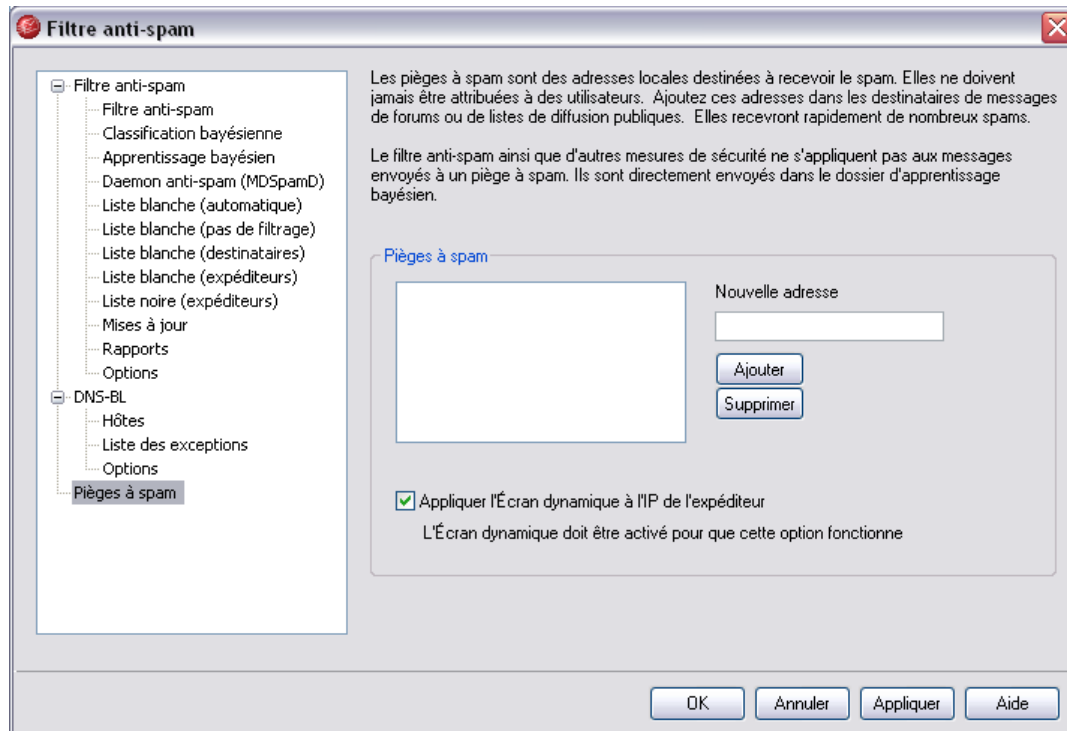 Filtre anti-spam
Filtre anti-spam
Filtre anti-spam
Classification bayésienne
Apprentissage bayésien
Daemon anti-spam (MDSpamD)
Liste blanche (automatique)
Liste blanche (pas de filtrage)
Liste blanche (destinataires)
Liste blanche (expéditeurs)
Liste noire (expéditeurs)
Mises à jour
Rapports
Options
DNS-BL
Hôtes
Liste des exceptions
Options
Pièges à spam
Les pièges à spam sont des adresses locales destinées à recevoir le spam. Elles ne doivent
jamais être attribuées à des utilisateurs. Ajoutez ces adresses dans les destinataires de messages
de forums ou de listes de diffusion publiques. Elles recevront rapidement de nombreux spams.
Le filtre anti-spam ainsi que d'autres mesures de sécurité ne s'appliquent pas aux messages
envoyés à un piège à spam. Ils sont directement envoyés dans le dossier d'apprentissage
bayésien.
Pièges à spam
Nouvelle adresse
Ajouter
Supprimer
Appliquer l'Écran dynamique à l'IP de l'expéditeur
L'Écran dynamique doit être activé pour que cette option fonctionne
OK
Annuler
Appliquer
Aide